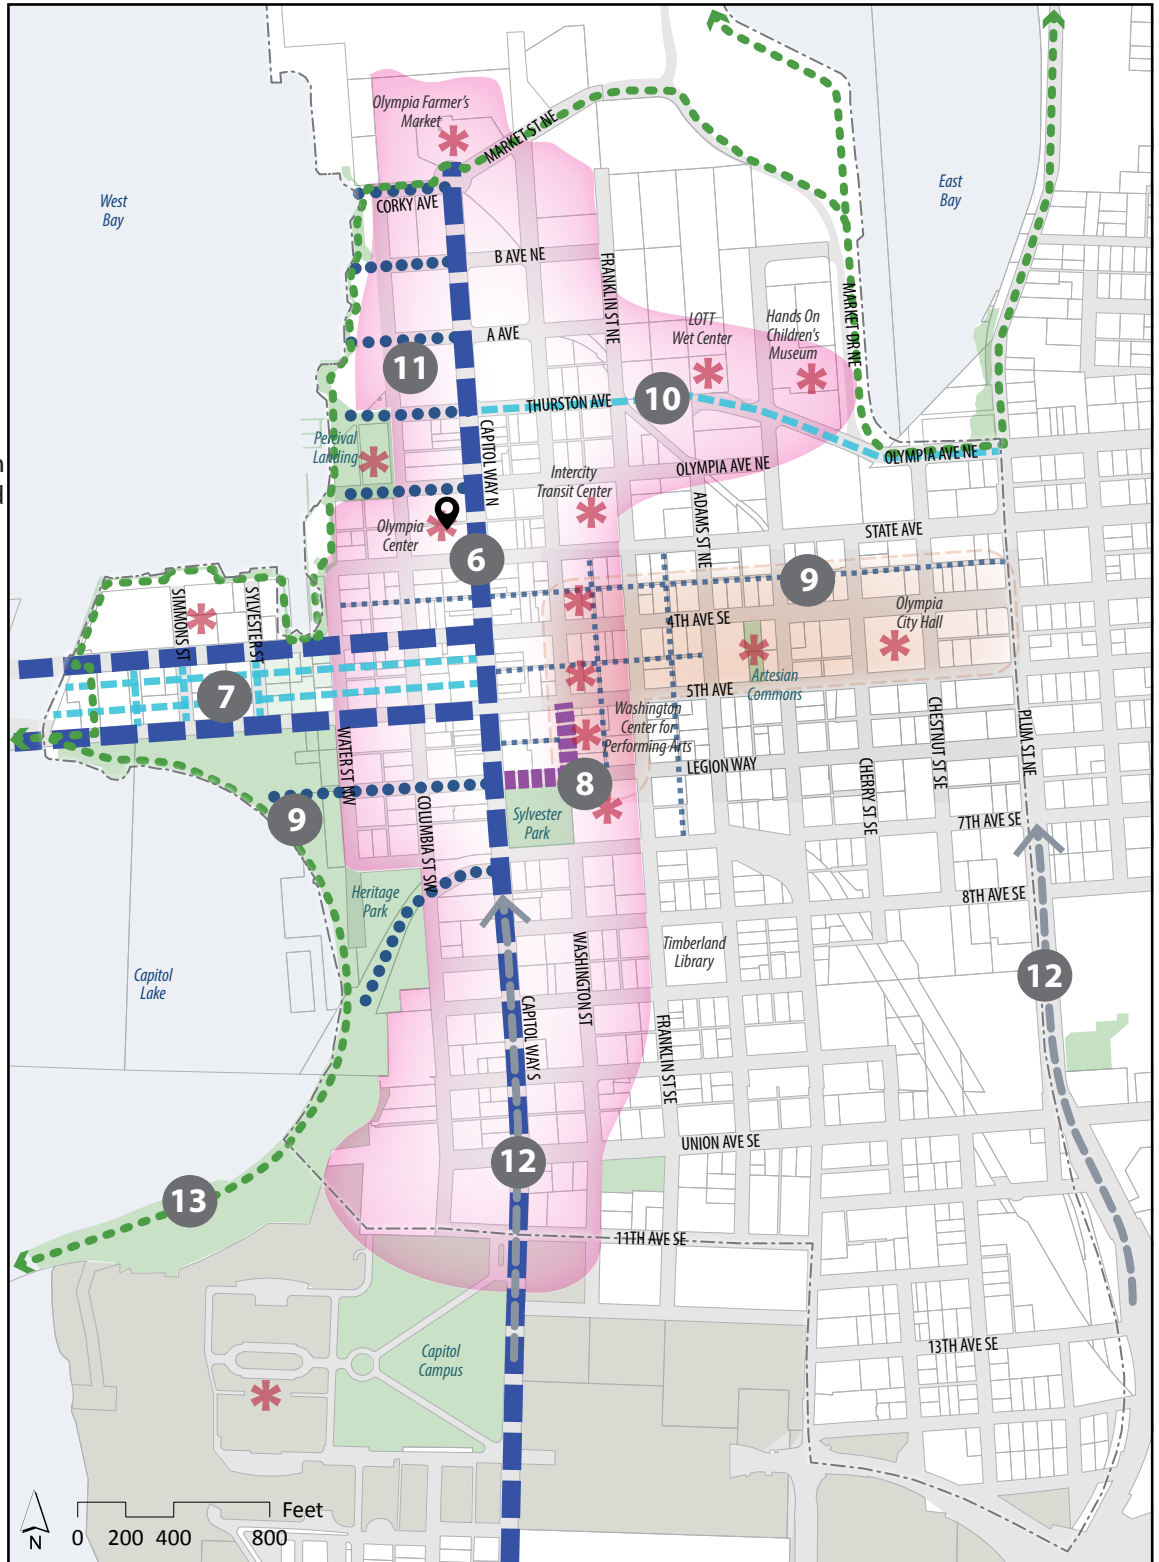 Olympia Farmer's
Market
MARKET ST NE
West
Bay
East
Bay
CORKY AVE
B AVE NE
FRANKLIN ST NE
MARKET DR NE
LOTT
Wet Center
Hands On
Children's
Museum
A AVE
11
10
THURSTON AVE
CAPITOL WAY N
Percival
Landing
OLYMPIA AVE NE
OLYMPIA AVE NE
Intercity
Transit Center
ADAMS ST NE
STATE AVE
Olympia
Center
6
9
SIMMONS ST
SYLVESTER ST
4TH AVE SE
Olympia
City Hall
7
Artesian
Commons
5TH AVE
Washington
Center for
Performing Arts
WATER ST NW
CHESTNUT ST SE
PLUM ST NE
LEGION WAY
CHERRY ST SE
8
9
COLUMBIA ST SW
Sylvester
Park
7TH AVE SE
Heritage
Park
8TH AVE SE
Capitol
Lake
WASHINGTON ST
Timberland
Library
12
CAPITOL WAY S
FRANKLIN ST SE
UNION AVE SE
12
13
11TH AVE SE
Capitol
Campus
13TH AVE SE
N
Feet
0 200 400 800